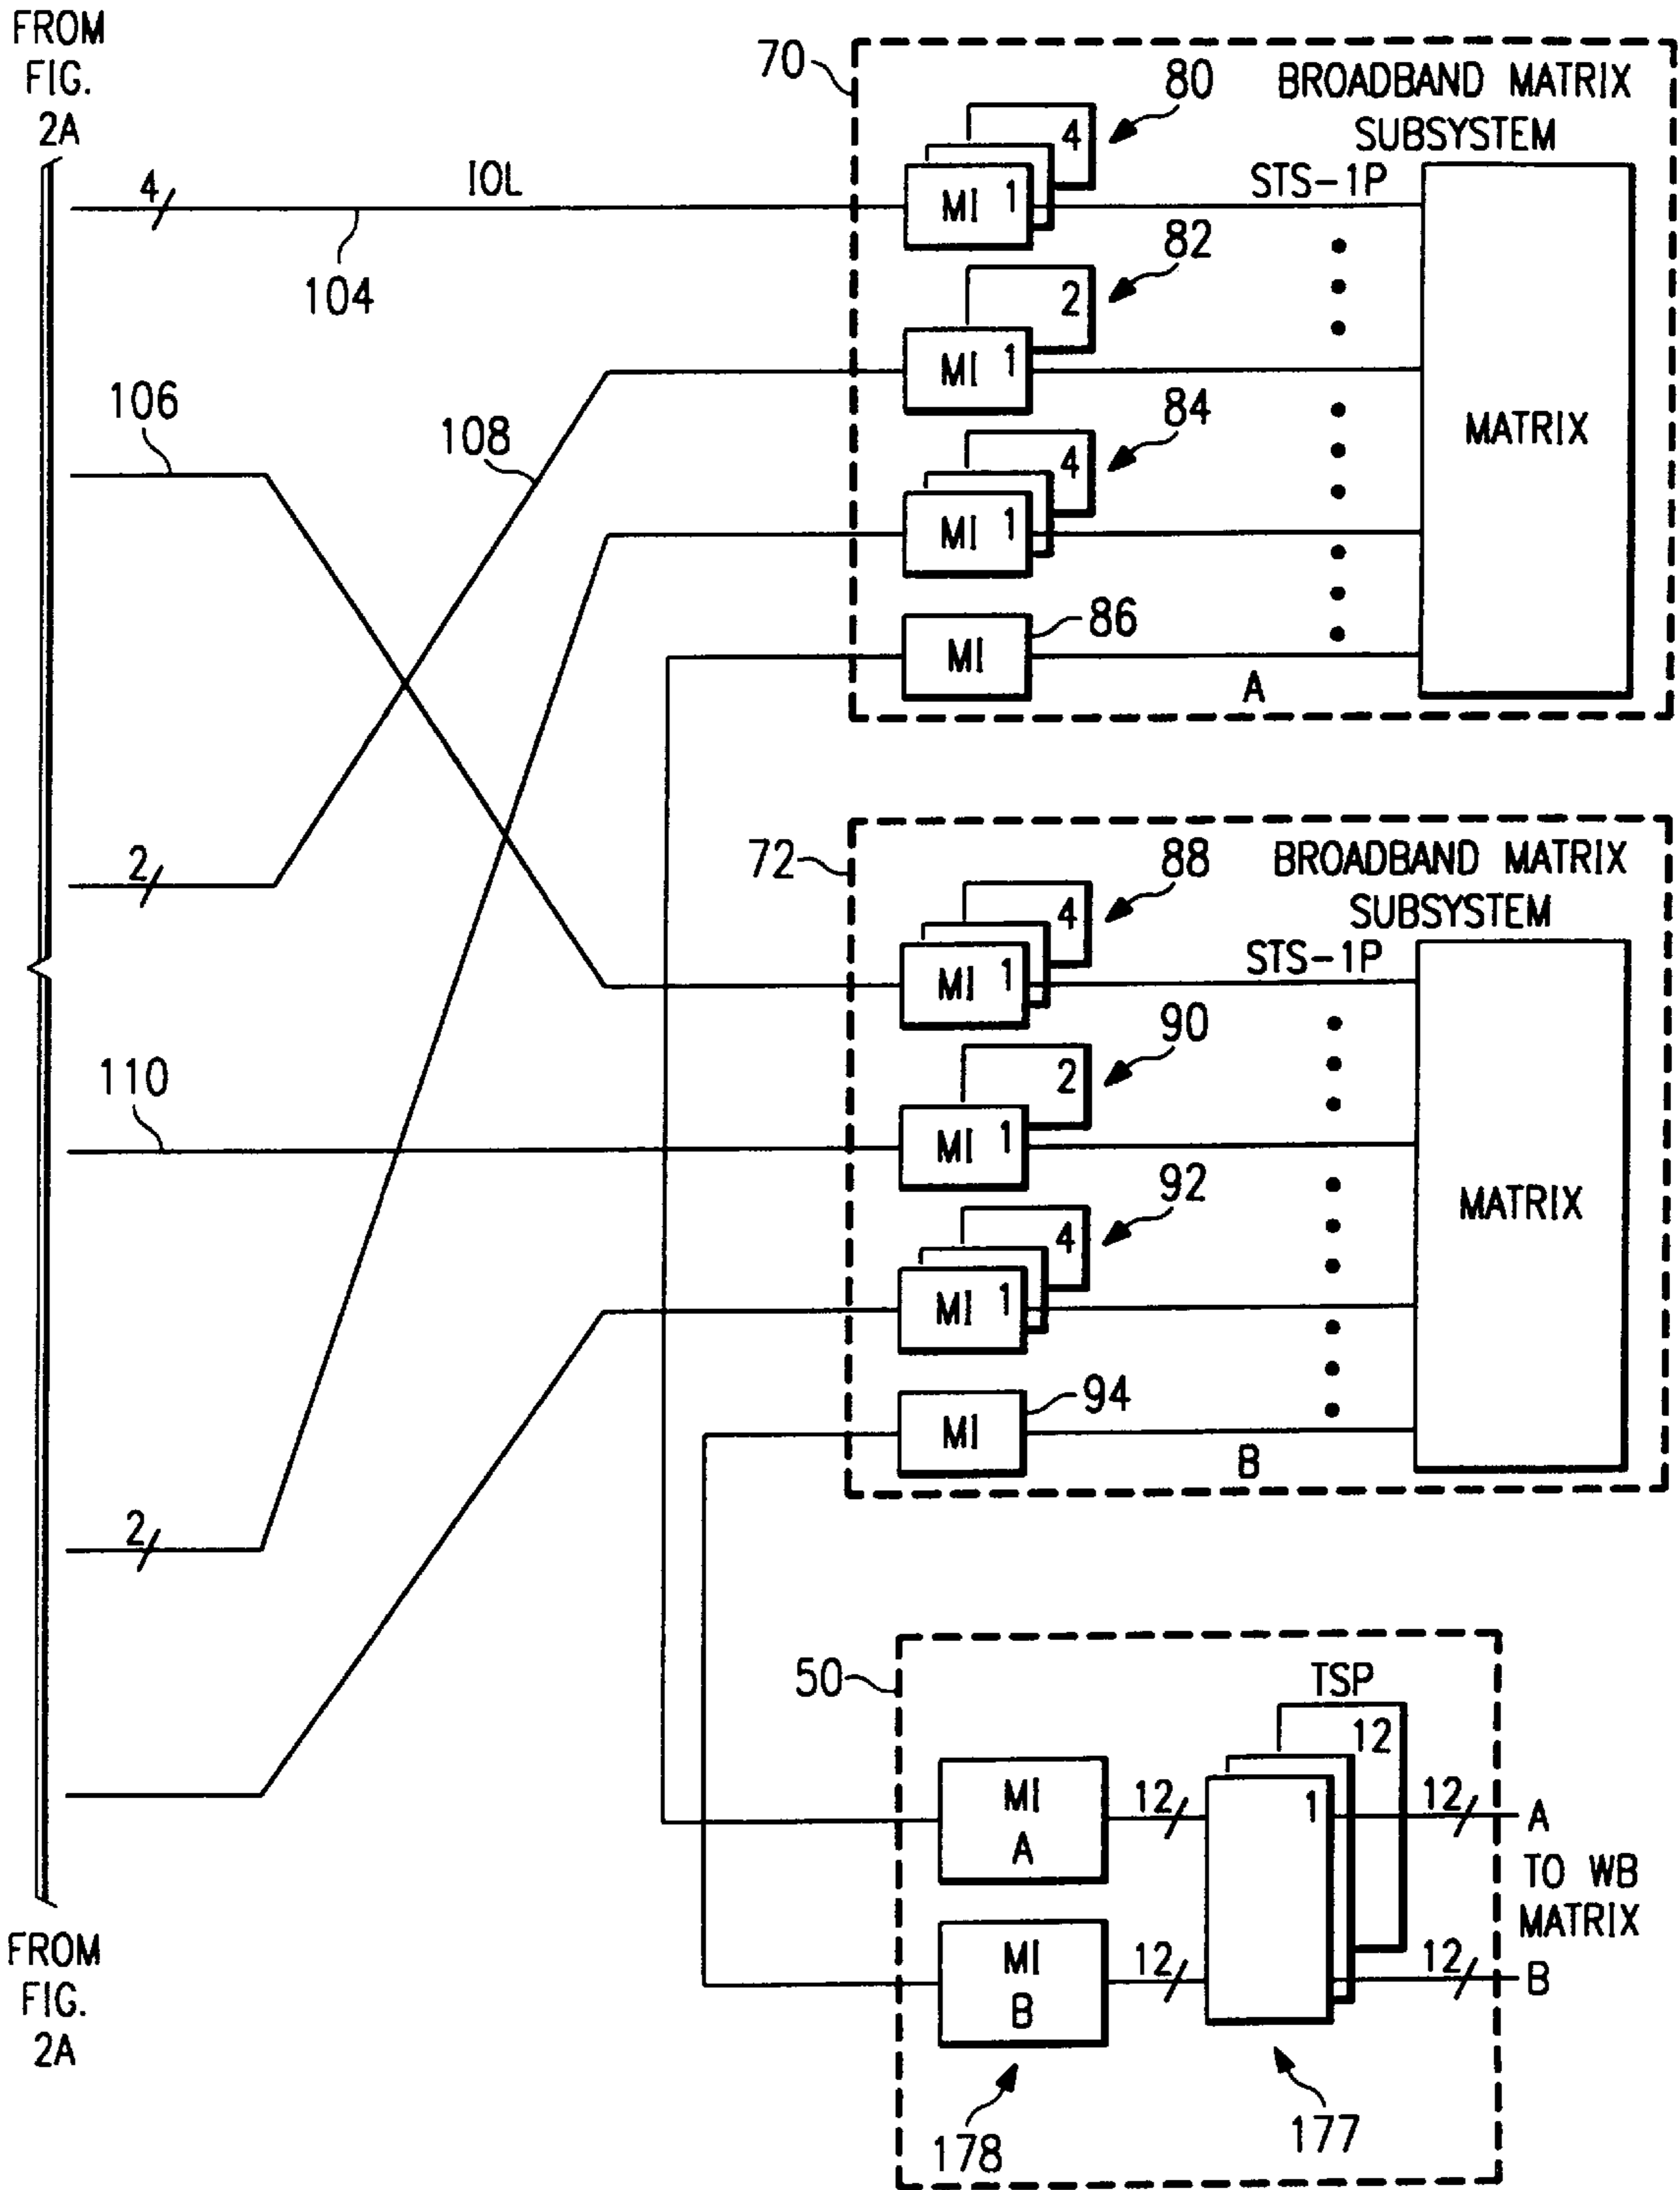 FROM
FIG.
2A
4
IOL
104
106
108
2
110
2
FROM
FIG.
2A
70
80
BROADBAND MATRIX
SUBSYSTEM
4
MI 1
STS-1P
82
2
MI 1
84
4
MI 1
MATRIX
86
MI
A
72
88
BROADBAND MATRIX
SUBSYSTEM
4
MI 1
STS-1P
90
2
MI 1
92
4
MI 1
MATRIX
94
MI
B
50
TSP
12
MI
A
12
1
12
A
TO WB
MATRIX
MI
B
12
12
B
178
177